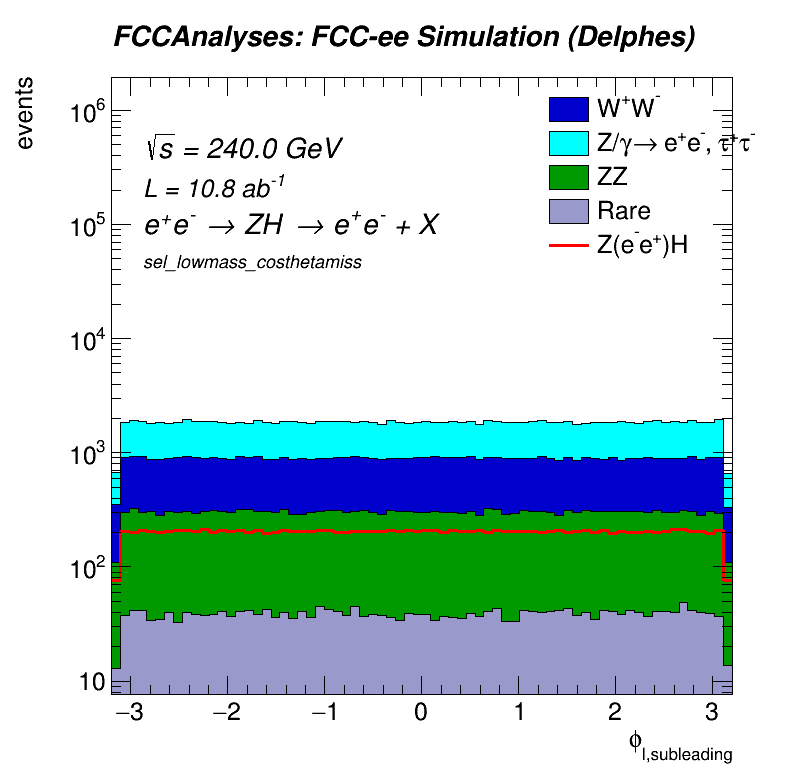 FCCAnalyses: FCC-ee Simulation (Delphes)
events
10⁶
10⁵
10⁴
10³
10²
10
√s = 240.0 GeV
L = 10.8 ab⁻¹
e⁺e⁻ → ZH → e⁺e⁻ + X
sel_lowmass_costhetamiss
W⁺W⁻
Z/γ→ e⁺e⁻, τ⁺τ⁻
ZZ
Rare
Z(e⁻e⁺)H
−3 −2 −1 0 1 2 3
ϕ_l,subleading